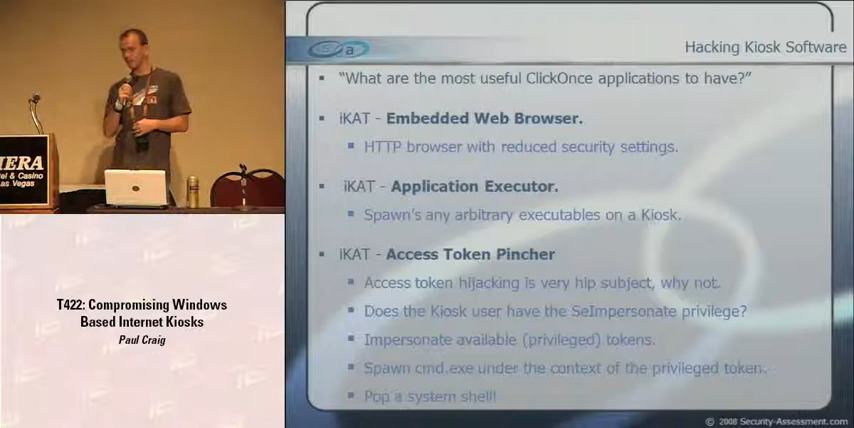 IERA
el & Casino
as Vegas
T422: Compromising Windows
Based Internet Kiosks
Paul Craig
a
Hacking Kiosk Software
"What are the most useful ClickOnce applications to have?"
iKAT - Embedded Web Browser.
HTTP browser with reduced security settings.
iKAT - Application Executor.
Spawn's any arbitrary executables on a Kiosk.
iKAT - Access Token Pincher
Access token hijacking is very hip subject, why not.
Does the Kiosk user have the SeImpersonate privilege?
Impersonate available (privileged) tokens.
Spawn cmd.exe under the context of the privileged token.
Pop a system shell!
© 2008 Security-Assessment.com